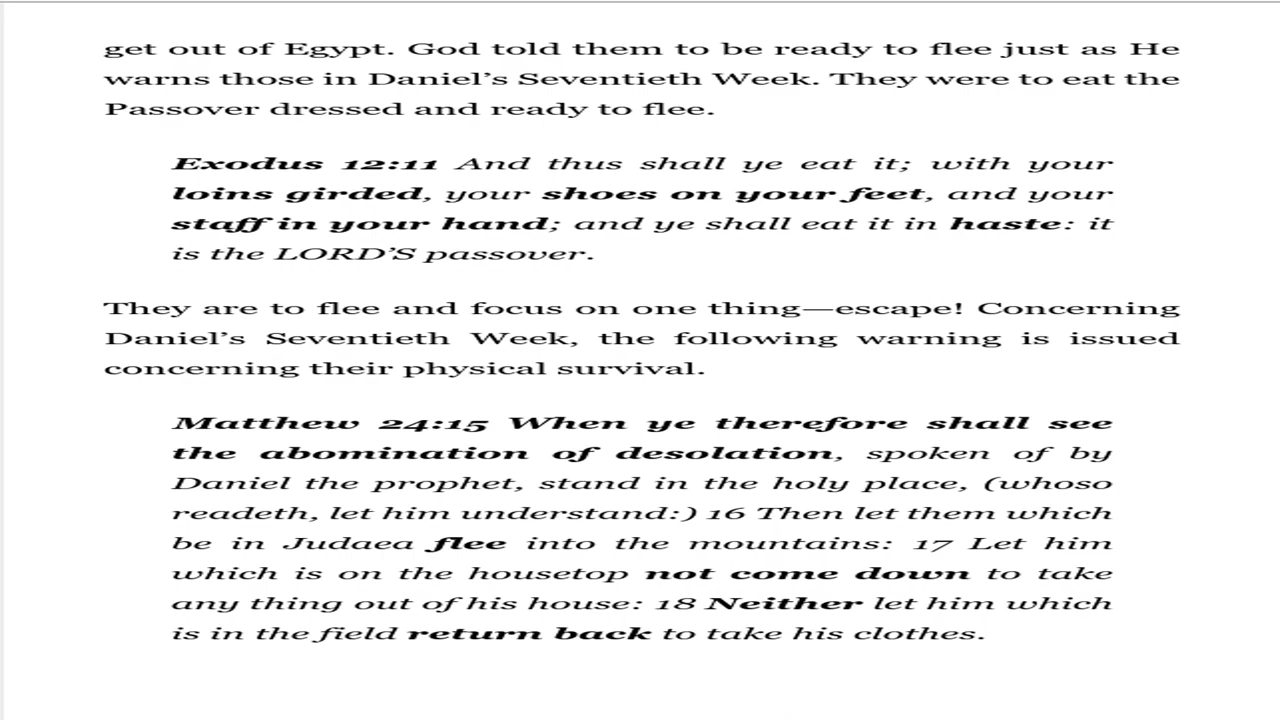 get out of Egypt. God told them to be ready to flee just as He
warns those in Daniel’s Seventieth Week. They were to eat the
Passover dressed and ready to flee.
Exodus 12:11 And thus shall ye eat it; with your
loins girded, your shoes on your feet, and your
staff in your hand; and ye shall eat it in haste: it
is the LORD’S passover.
They are to flee and focus on one thing—escape! Concerning
Daniel’s Seventieth Week, the following warning is issued
concerning their physical survival.
Matthew 24:15 When ye therefore shall see
the abomination of desolation, spoken of by
Daniel the prophet, stand in the holy place, (whoso
readeth, let him understand:) 16 Then let them which
be in Judaea flee into the mountains: 17 Let him
which is on the housetop not come down to take
any thing out of his house: 18 Neither let him which
is in the field return back to take his clothes.